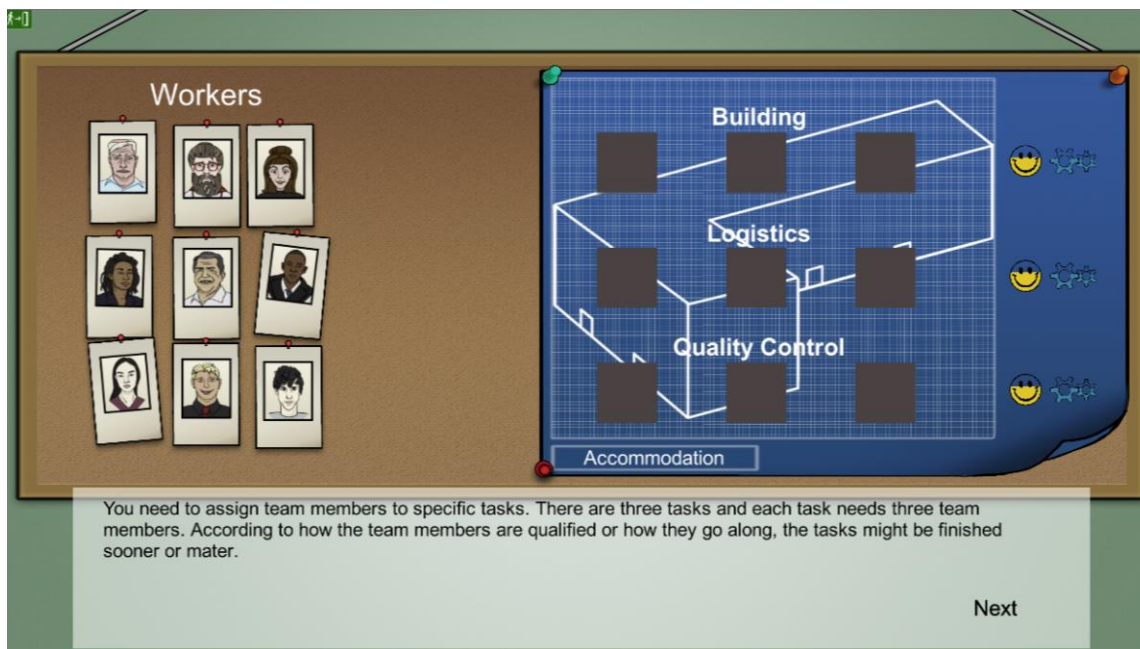 Workers
Building
Logistics
Quality Control
Accommodation
You need to assign team members to specific tasks. There are three tasks and each task needs three team
members. According to how the team members are qualified or how they go along, the tasks might be finished
sooner or mater.
Next